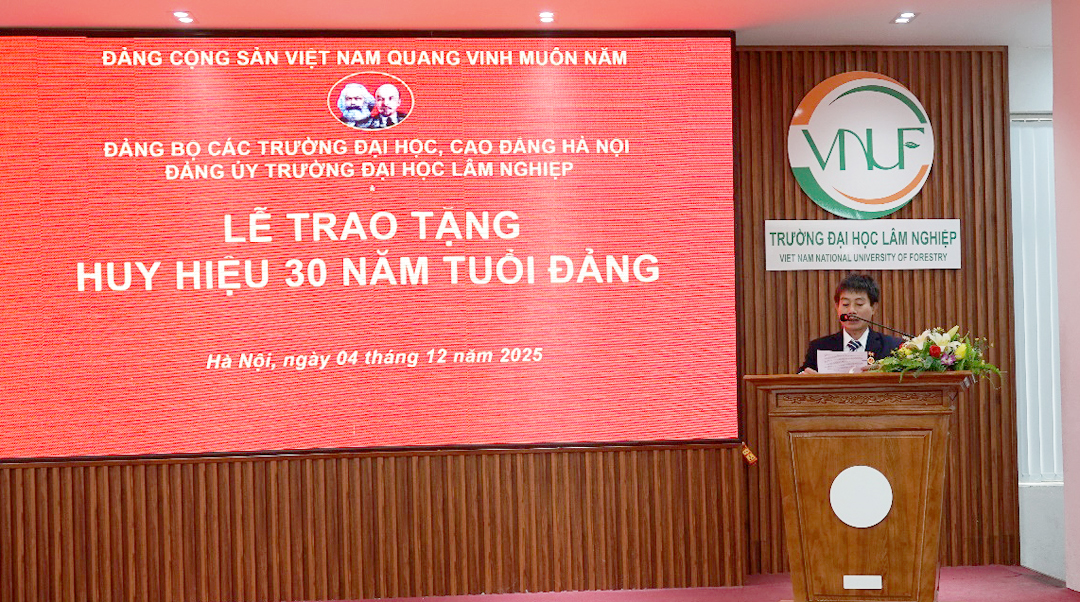 ĐẢNG CỘNG SẢN VIỆT NAM QUANG VINH MUÔN NĂM
ĐẢNG BỘ CÁC TRƯỜNG ĐẠI HỌC, CAO ĐẲNG HÀ NỘI
ĐẢNG ỦY TRƯỜNG ĐẠI HỌC LÂM NGHIỆP
LỄ TRAO TẶNG
HUY HIỆU 30 NĂM TUỔI ĐẢNG
Hà Nội, ngày 04 tháng 12 năm 2025
VNUF
TRƯỜNG ĐẠI HỌC LÂM NGHIỆP
VIET NAM NATIONAL UNIVERSITY OF FORESTRY